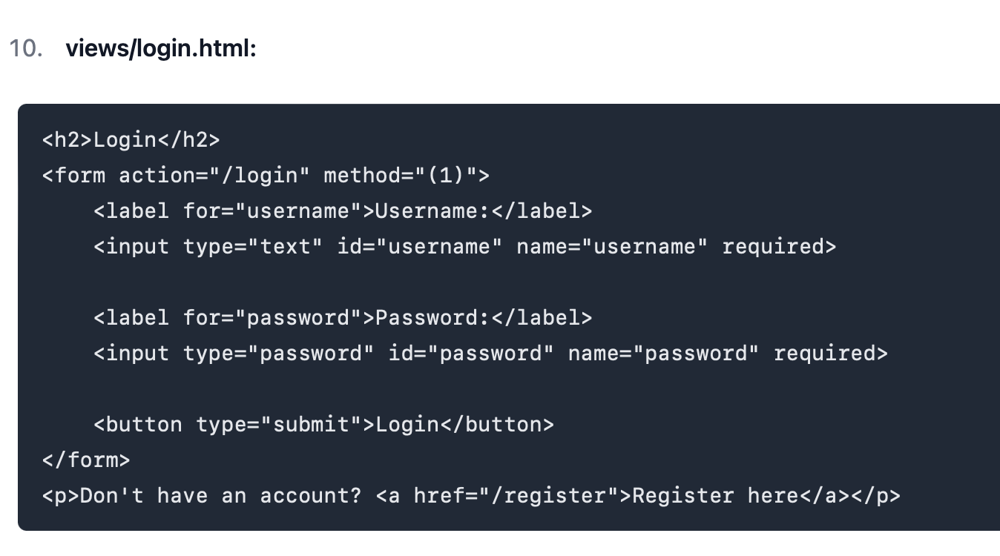 10. views/login.html:
<h2>Login</h2>
<form action="/login" method="(1)">
    <label for="username">Username:</label>
    <input type="text" id="username" name="username" required>

    <label for="password">Password:</label>
    <input type="password" id="password" name="password" required>

    <button type="submit">Login</button>
</form>
<p>Don't have an account? <a href="/register">Register here</a></p>